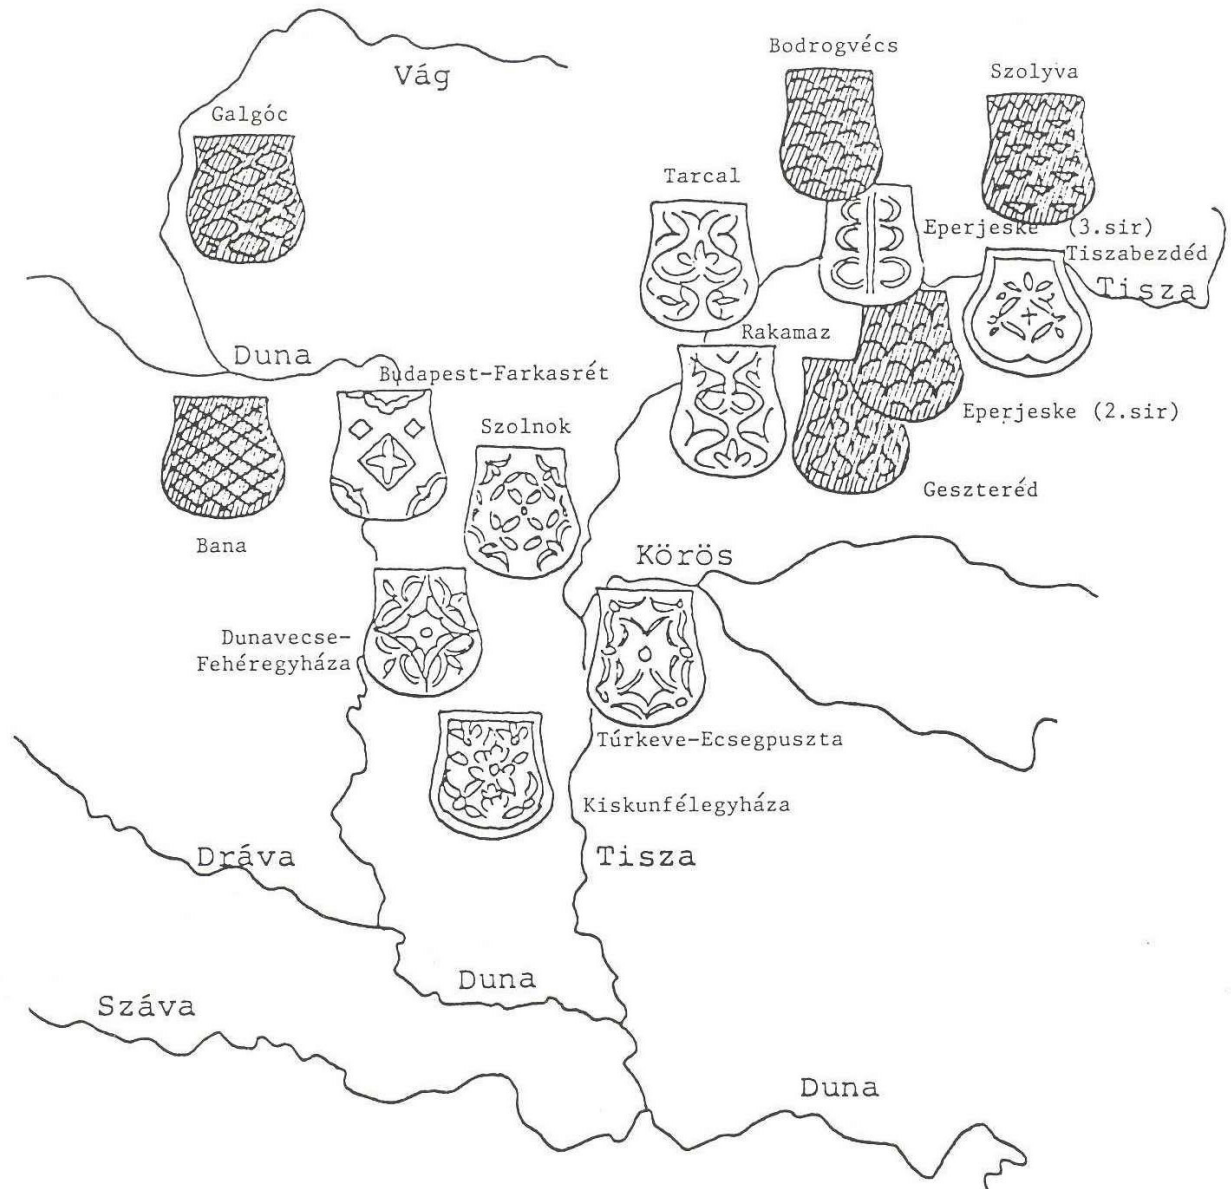 Bodrogvécs
Szolyva
Vág
Galgóc
Tarcal
Eperjeske (3.sir)
Tiszabezdéd
Tisza
Rakamaz
Duna
Budapest-Farkasrét
Eperjeske (2.sir)
Szolnok
Geszteréd
Bana
Körös
Dunavecse-
Fehéregyháza
Túrkeve-Ecsegpuszta
Kiskunfélegyháza
Dráva
Tisza
Duna
Száva
Duna